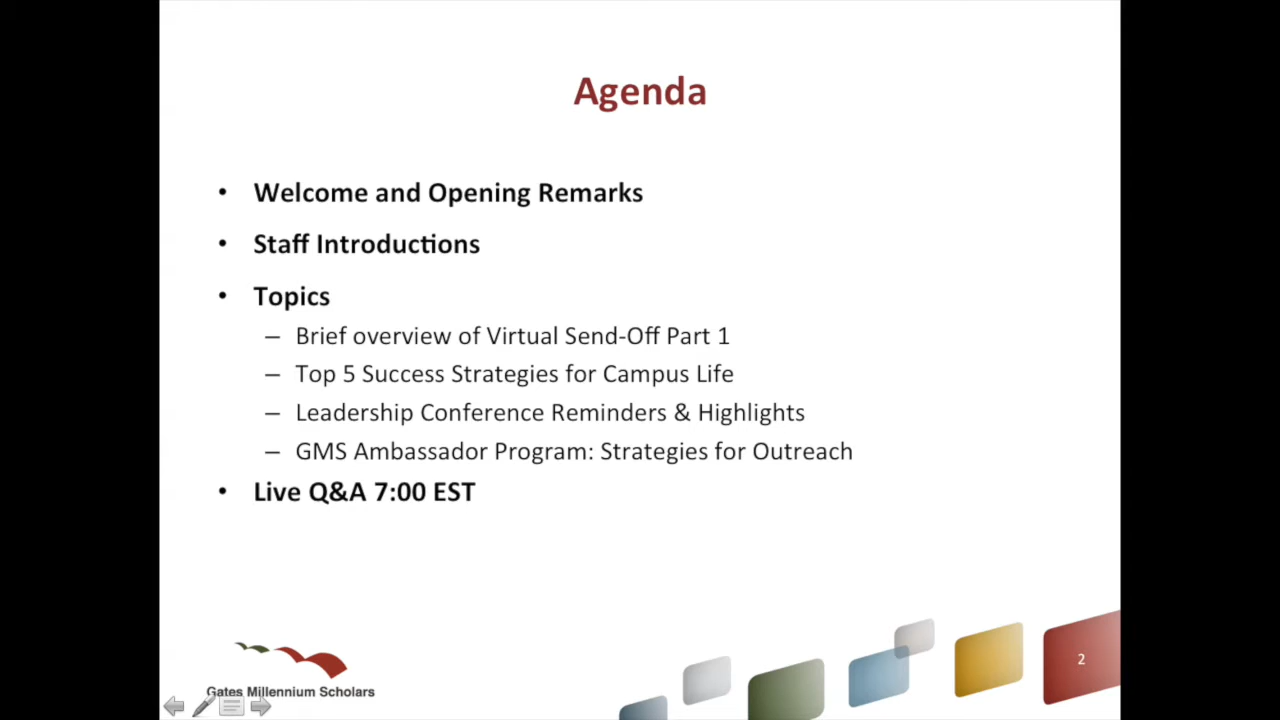 Agenda
• Welcome and Opening Remarks
• Staff Introductions
• Topics
– Brief overview of Virtual Send-Off Part 1
– Top 5 Success Strategies for Campus Life
– Leadership Conference Reminders & Highlights
– GMS Ambassador Program: Strategies for Outreach
• Live Q&A 7:00 EST
2
Gates Millennium Scholars